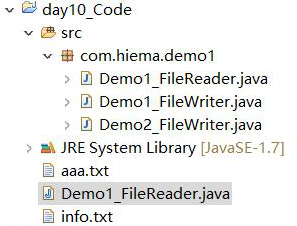 day10_Code
src
com.hiema.demo1
Demo1_FileReader.java
Demo1_FileWriter.java
Demo2_FileWriter.java
JRE System Library [JavaSE-1.7]
aaa.txt
Demo1_FileReader.java
info.txt